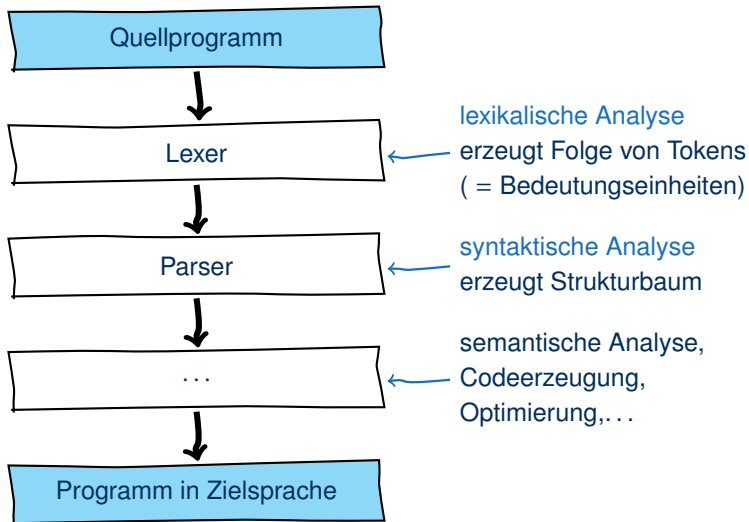 Quellprogramm
Lexer
lexikalische Analyse
erzeugt Folge von Tokens
( = Bedeutungseinheiten)
Parser
syntaktische Analyse
erzeugt Strukturbaum
...
semantische Analyse,
Codeerzeugung,
Optimierung,...
Programm in Zielsprache